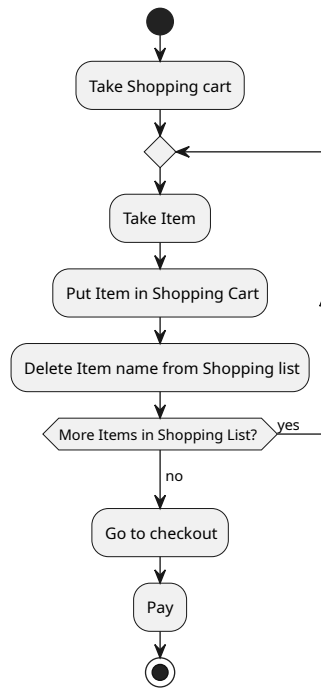 Take Shopping cart
Take Item
Put Item in Shopping Cart
Delete Item name from Shopping list
More Items in Shopping List?
yes
no
Go to checkout
Pay